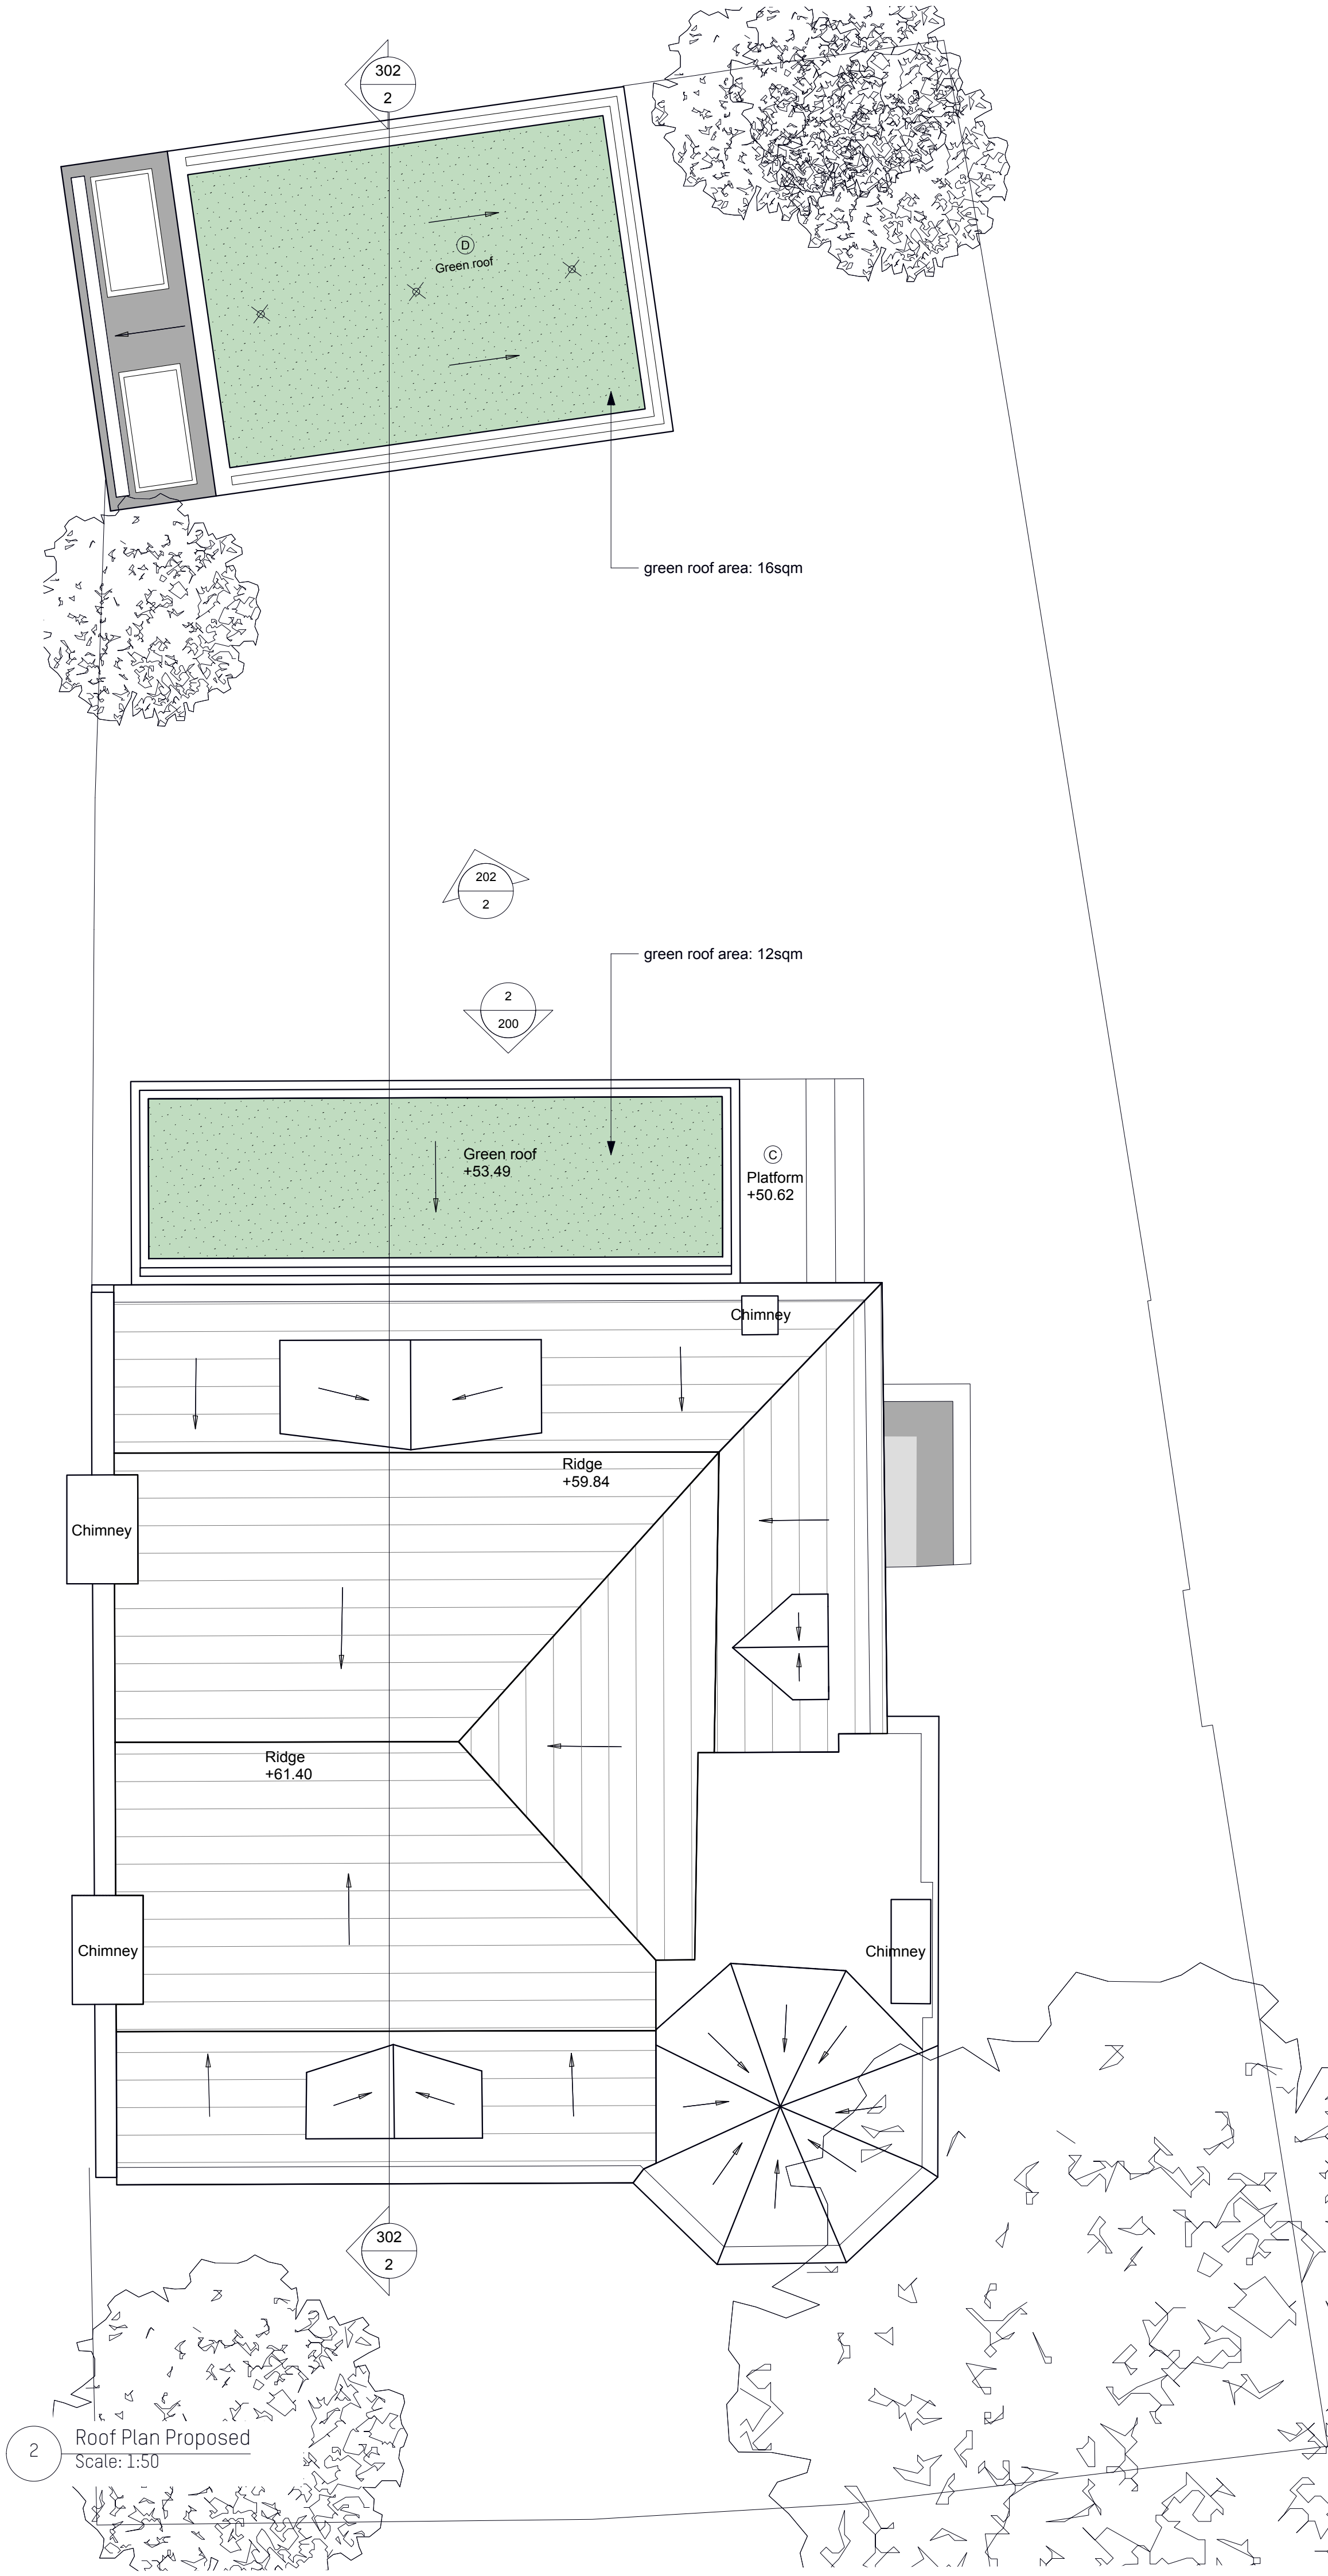 302
2
D
Green roof
green roof area: 16sqm
202
2
green roof area: 12sqm
2
200
Green roof
+53.49
C
Platform
+50.62
Chimney
Ridge
+59.84
Chimney
Ridge
+61.40
Chimney
Chimney
302
2
2
Roof Plan Proposed
Scale: 1:50